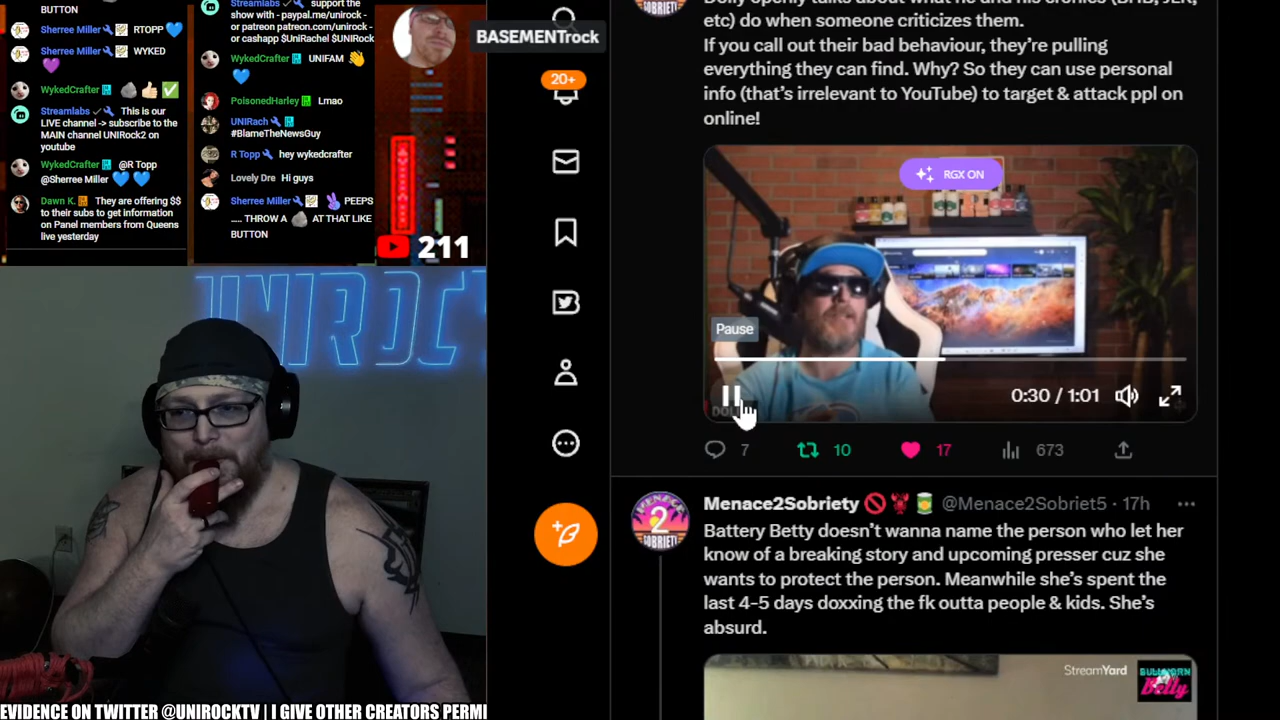 BUTTON
Sherree Miller RTOPP
Sherree Miller WYKED
WykedCrafter
Streamlabs This is our
LIVE channel -> subscribe to the
MAIN channel UNIRock2 on
youtube
WykedCrafter @R Topp
@Sherree Miller
Dawn K. They are offering $$
to their subs to get information
on Panel members from Queens
live yesterday
Streamlabs support the
show with - paypal.me/unirock -
or patreon patreon.com/unirock -
or cashapp $UniRachel $UNIRock
WykedCrafter UNIFAM
PoisonedHarley Lmao
UNIRach
#BlameTheNewsGuy
R Topp hey wykedcrafter
Lovely Dre Hi guys
Sherree Miller PEEPS
..... THROW A AT THAT LIKE
BUTTON
BASEMENTrock
211
20+
etc) do when someone criticizes them.
If you call out their bad behaviour, they're pulling
everything they can find. Why? So they can use personal
info (that's irrelevant to YouTube) to target & attack ppl on
online!
RGX ON
Pause
0:30 / 1:01
7 10 17 673
Menace2Sobriety @Menace2Sobriet5 · 17h
Battery Betty doesn't wanna name the person who let her
know of a breaking story and upcoming presser cuz she
wants to protect the person. Meanwhile she's spent the
last 4-5 days doxxing the fk outta people & kids. She's
absurd.
StreamYard
BULLHORN
Betty
UNIROCK
EVIDENCE ON TWITTER @UNIROCKTV | I GIVE OTHER CREATORS PERMI